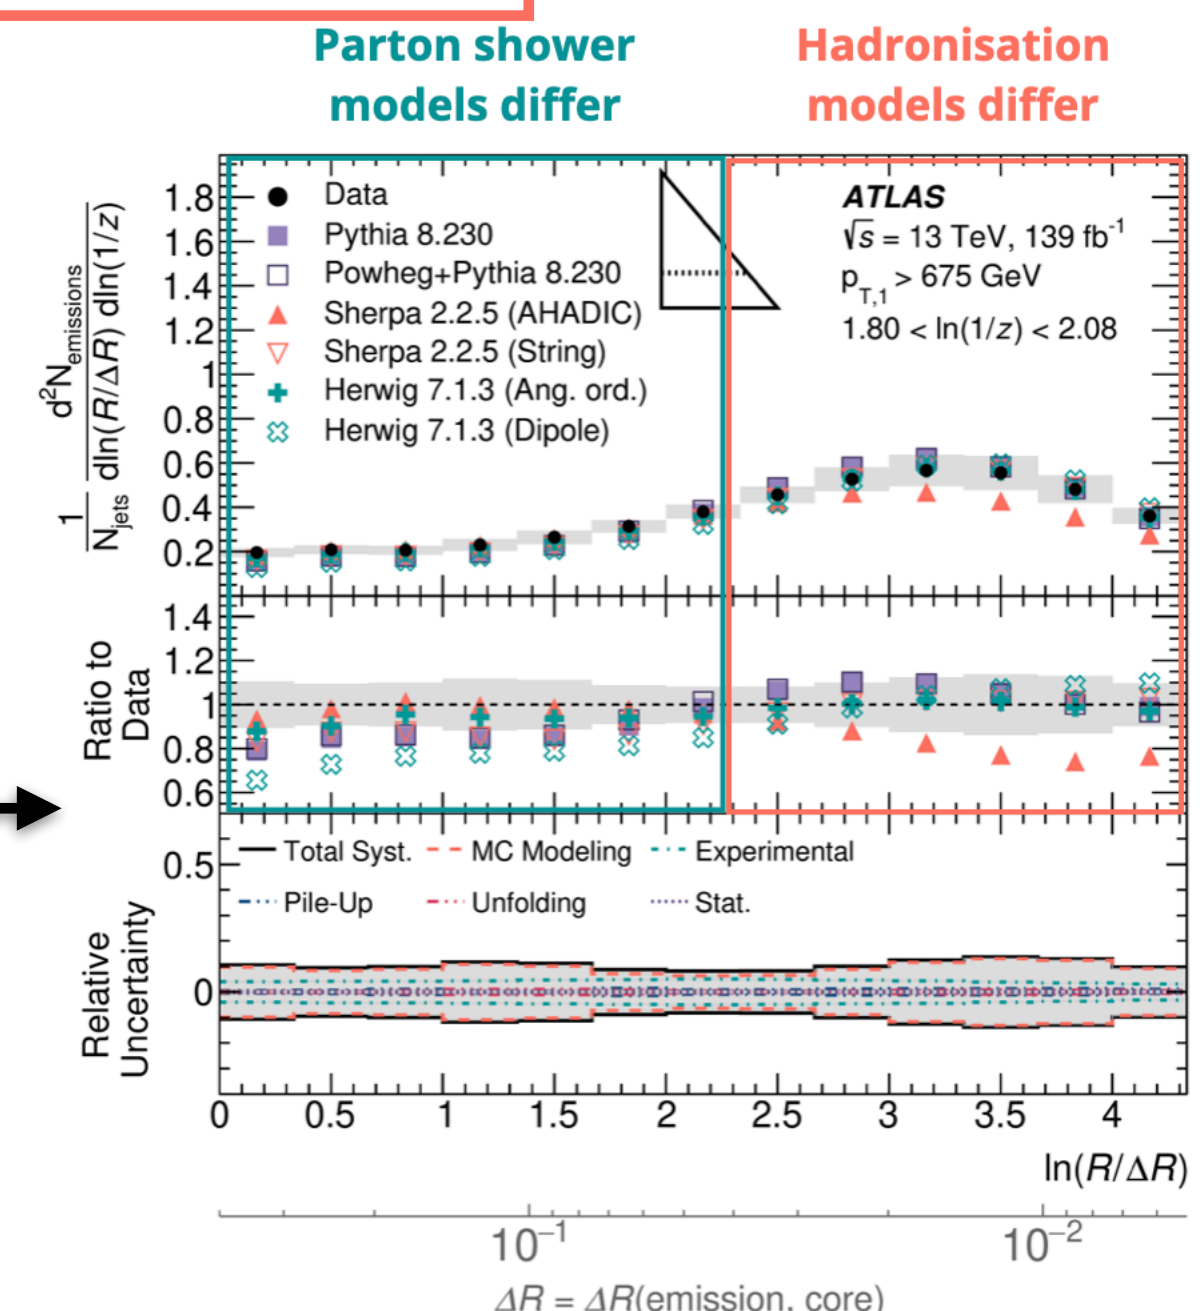 Parton shower
models differ
Hadronisation
models differ
1/N_jets d²N_emissions / dln(R/ΔR) dln(1/z)
1.8
1.6
1.4
1.2
1
0.8
0.6
0.4
0.2
Data
Pythia 8.230
Powheg+Pythia 8.230
Sherpa 2.2.5 (AHADIC)
Sherpa 2.2.5 (String)
Herwig 7.1.3 (Ang. ord.)
Herwig 7.1.3 (Dipole)
ATLAS
√s = 13 TeV, 139 fb⁻¹
p_T,1 > 675 GeV
1.80 < ln(1/z) < 2.08
Ratio to
Data
1.4
1.2
1
0.8
0.6
Relative
Uncertainty
0.5
0
Total Syst. MC Modeling Experimental
Pile-Up Unfolding Stat.
0 0.5 1 1.5 2 2.5 3 3.5 4
ln(R/ΔR)
10⁻¹ 10⁻²
ΔR = ΔR(emission, core)